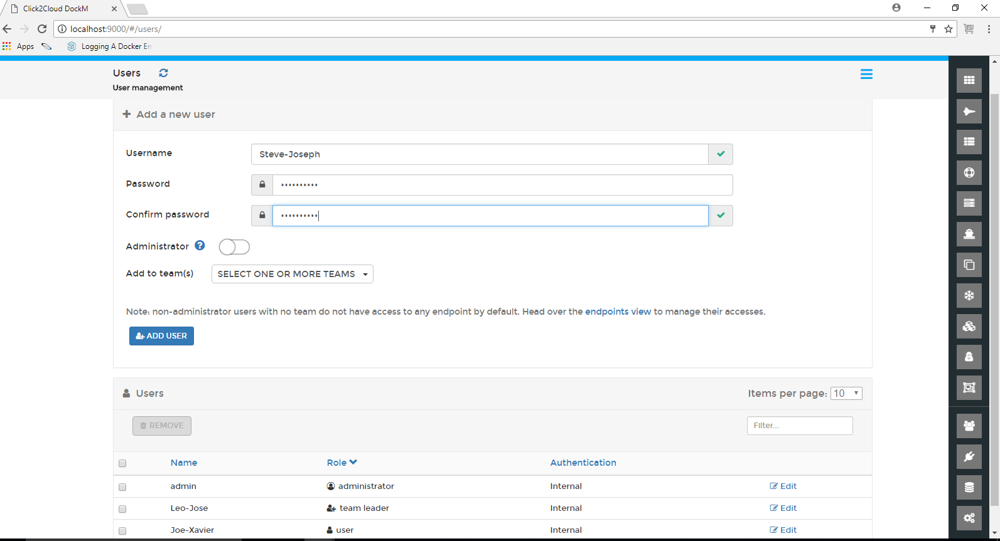 Click2Cloud DockM
localhost:9000/#/users/
Apps
Logging A Docker En
Users
User management
Add a new user
Username
Steve-Joseph
Password
••••••••••
Confirm password
••••••••••
Administrator
Add to team(s)
SELECT ONE OR MORE TEAMS
Note: non-administrator users with no team do not have access to any endpoint by default. Head over the endpoints view to manage their accesses.
ADD USER
Users
Items per page: 10
REMOVE
Filter...
Name Role Authentication
admin administrator Internal Edit
Leo-Jose team leader Internal Edit
Joe-Xavier user Internal Edit